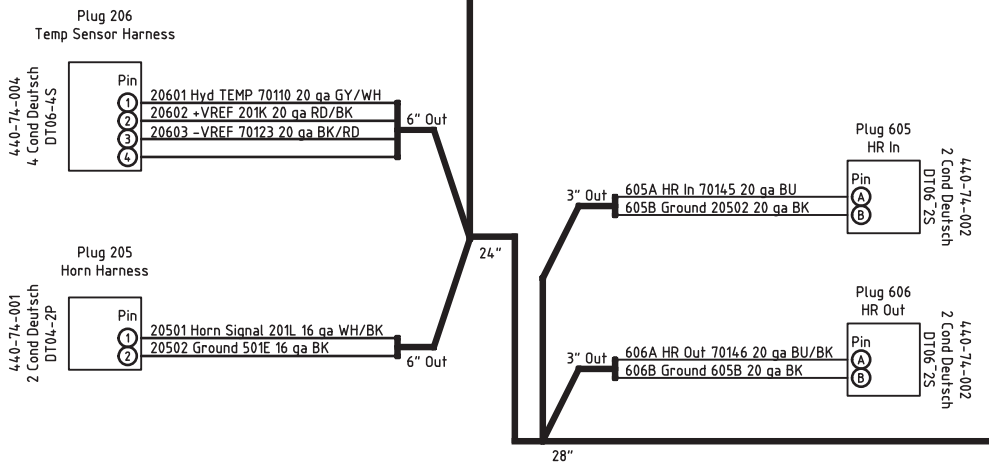 Plug 206
Temp Sensor Harness
440-74-004
4 Cond Deutsch
DT06-4S
Pin
1 20601 Hyd TEMP 70110 20 ga GY/WH
2 20602 +VREF 201K 20 ga RD/BK
3 20603 -VREF 70123 20 ga BK/RD
4
6" Out
Plug 205
Horn Harness
440-74-001
2 Cond Deutsch
DT04-2P
Pin
1 20501 Horn Signal 201L 16 ga WH/BK
2 20502 Ground 501E 16 ga BK
6" Out
24"
Plug 605
HR In
3" Out
605A HR In 70145 20 ga BU
605B Ground 20502 20 ga BK
Pin
A
B
440-74-002
2 Cond Deutsch
DT06-2S
Plug 606
HR Out
3" Out
606A HR Out 70146 20 ga BU/BK
606B Ground 605B 20 ga BK
Pin
A
B
440-74-002
2 Cond Deutsch
DT06-2S
28"